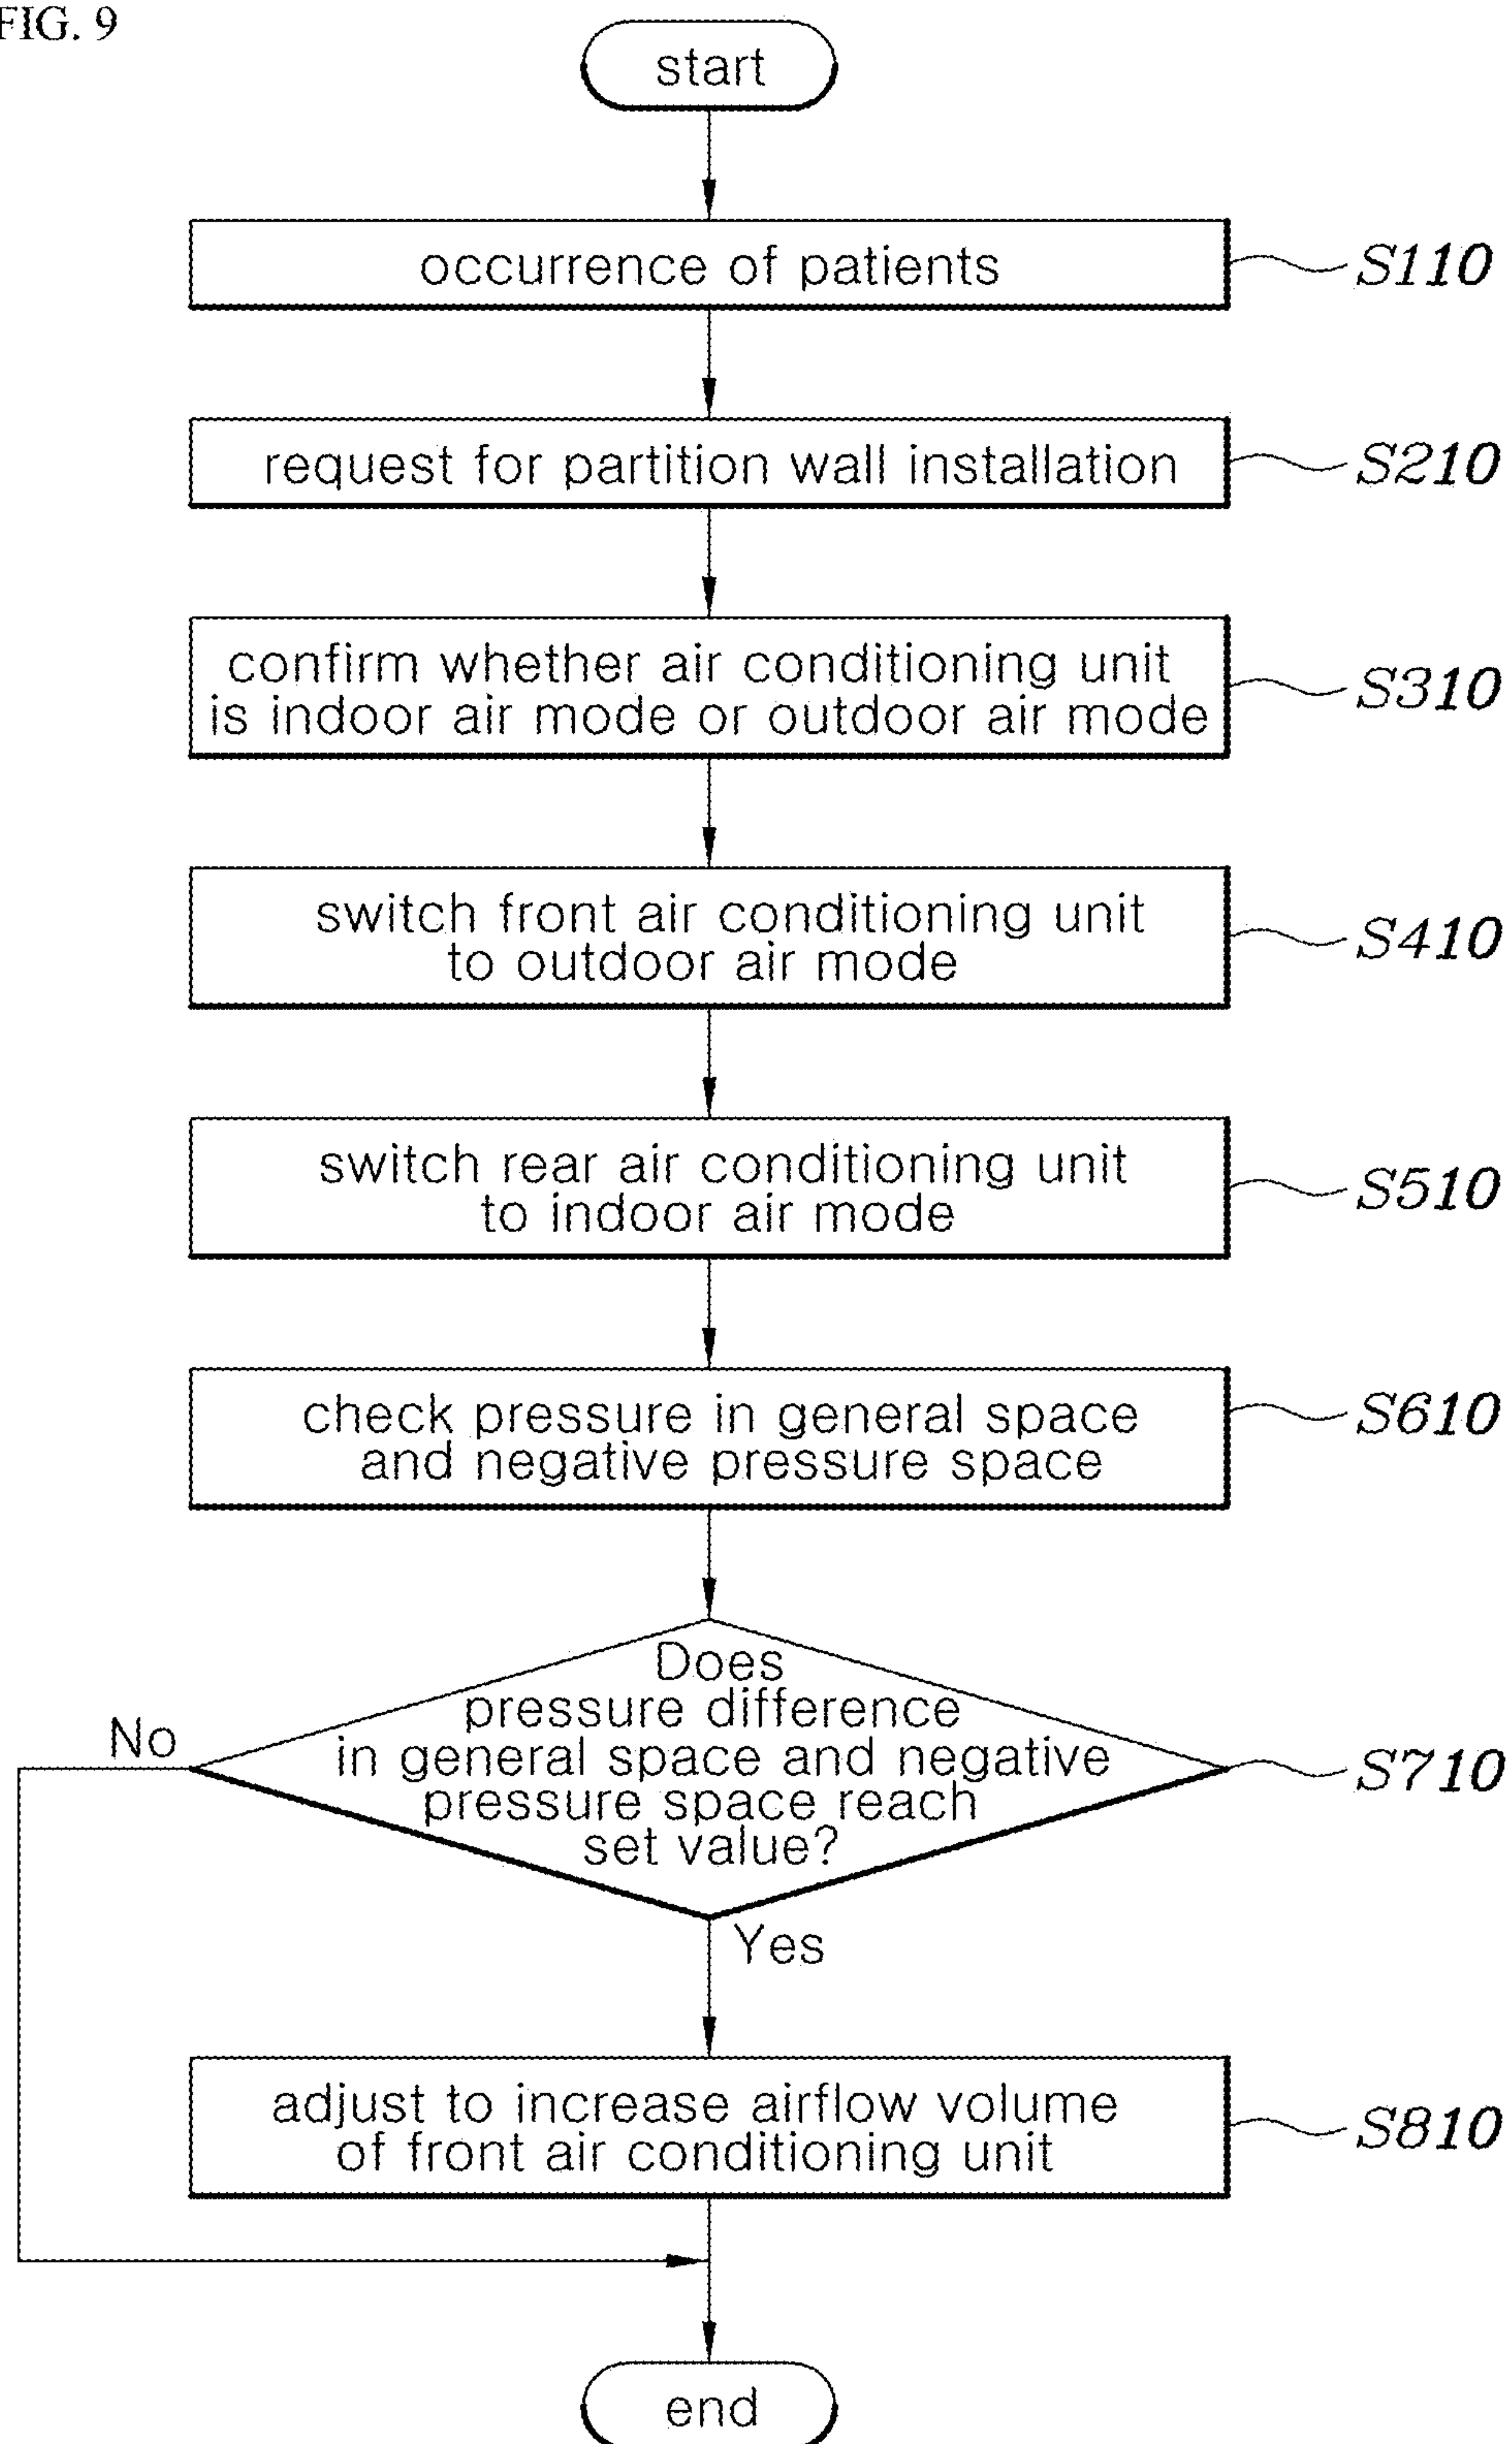 FIG. 9
start
occurrence of patients
S110
request for partition wall installation
S210
confirm whether air conditioning unit
is indoor air mode or outdoor air mode
S310
switch front air conditioning unit
to outdoor air mode
S410
switch rear air conditioning unit
to indoor air mode
S510
check pressure in general space
and negative pressure space
S610
Does
pressure difference
in general space and negative
pressure space reach
set value?
S710
No
Yes
adjust to increase airflow volume
of front air conditioning unit
S810
end